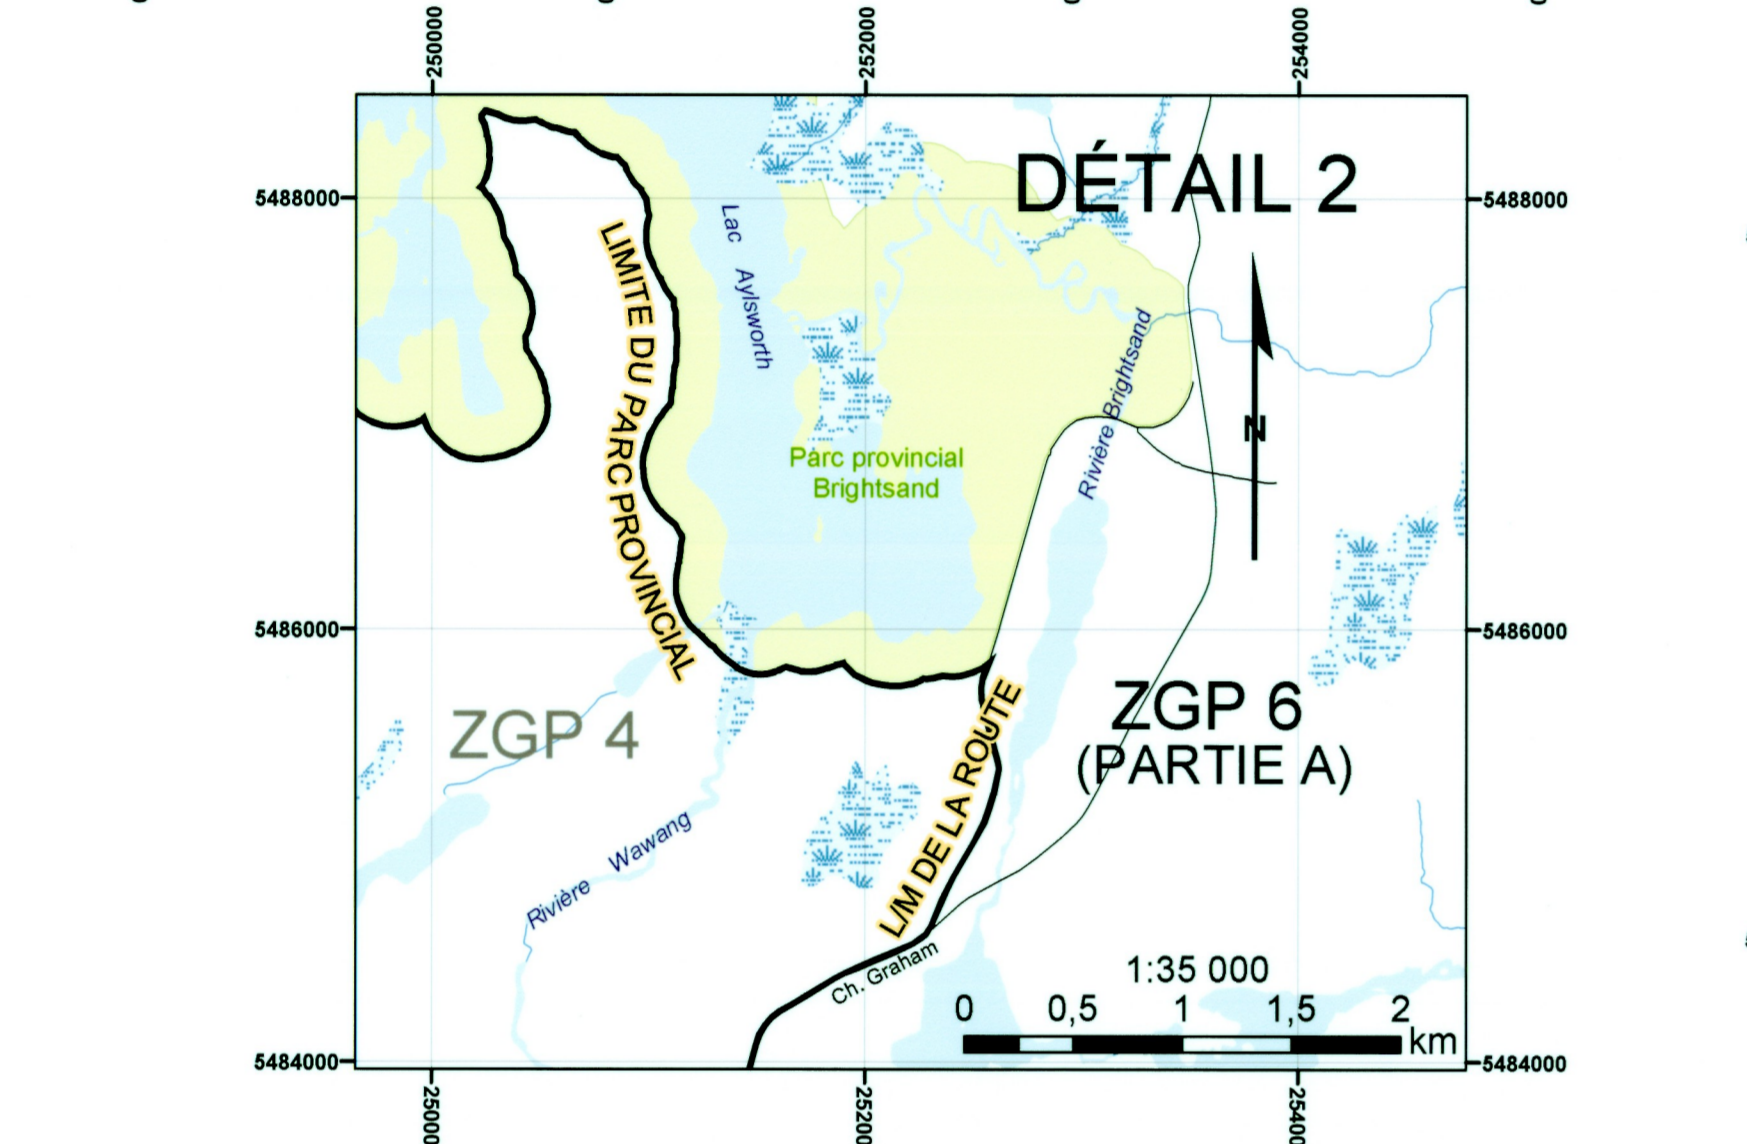 250000
252000
254000
DÉTAIL 2
5488000
5488000
Lac Aylsworth
LIMITE DU PARC PROVINCIAL
Rivière Brightsand
N
Parc provincial
Brightsand
5486000
5486000
ZGP 4
ZGP 6
(PARTIE A)
L/M DE LA ROUTE
Rivière Wawang
Ch. Graham
1:35 000
0 0,5 1 1,5 2
km
5484000
5484000
250000
252000
254000